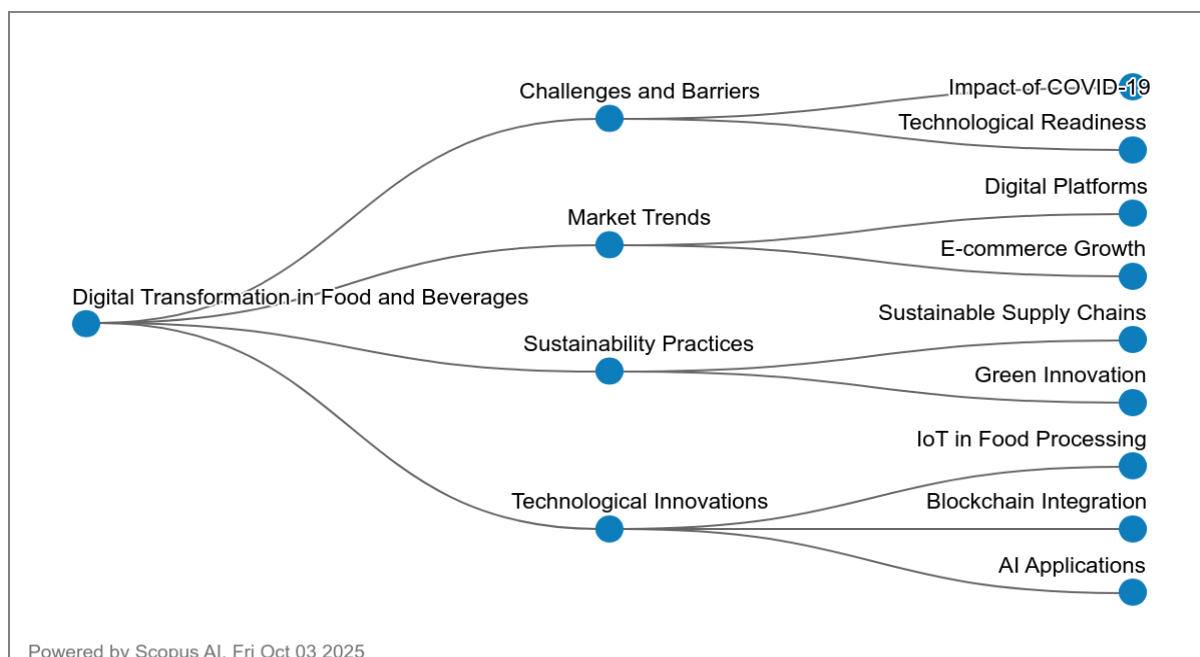 Impact of COVID-19
Challenges and Barriers
Technological Readiness
Digital Platforms
Market Trends
E-commerce Growth
Digital Transformation in Food and Beverages
Sustainable Supply Chains
Sustainability Practices
Green Innovation
IoT in Food Processing
Technological Innovations
Blockchain Integration
AI Applications
Powered by Scopus AI, Fri Oct 03 2025